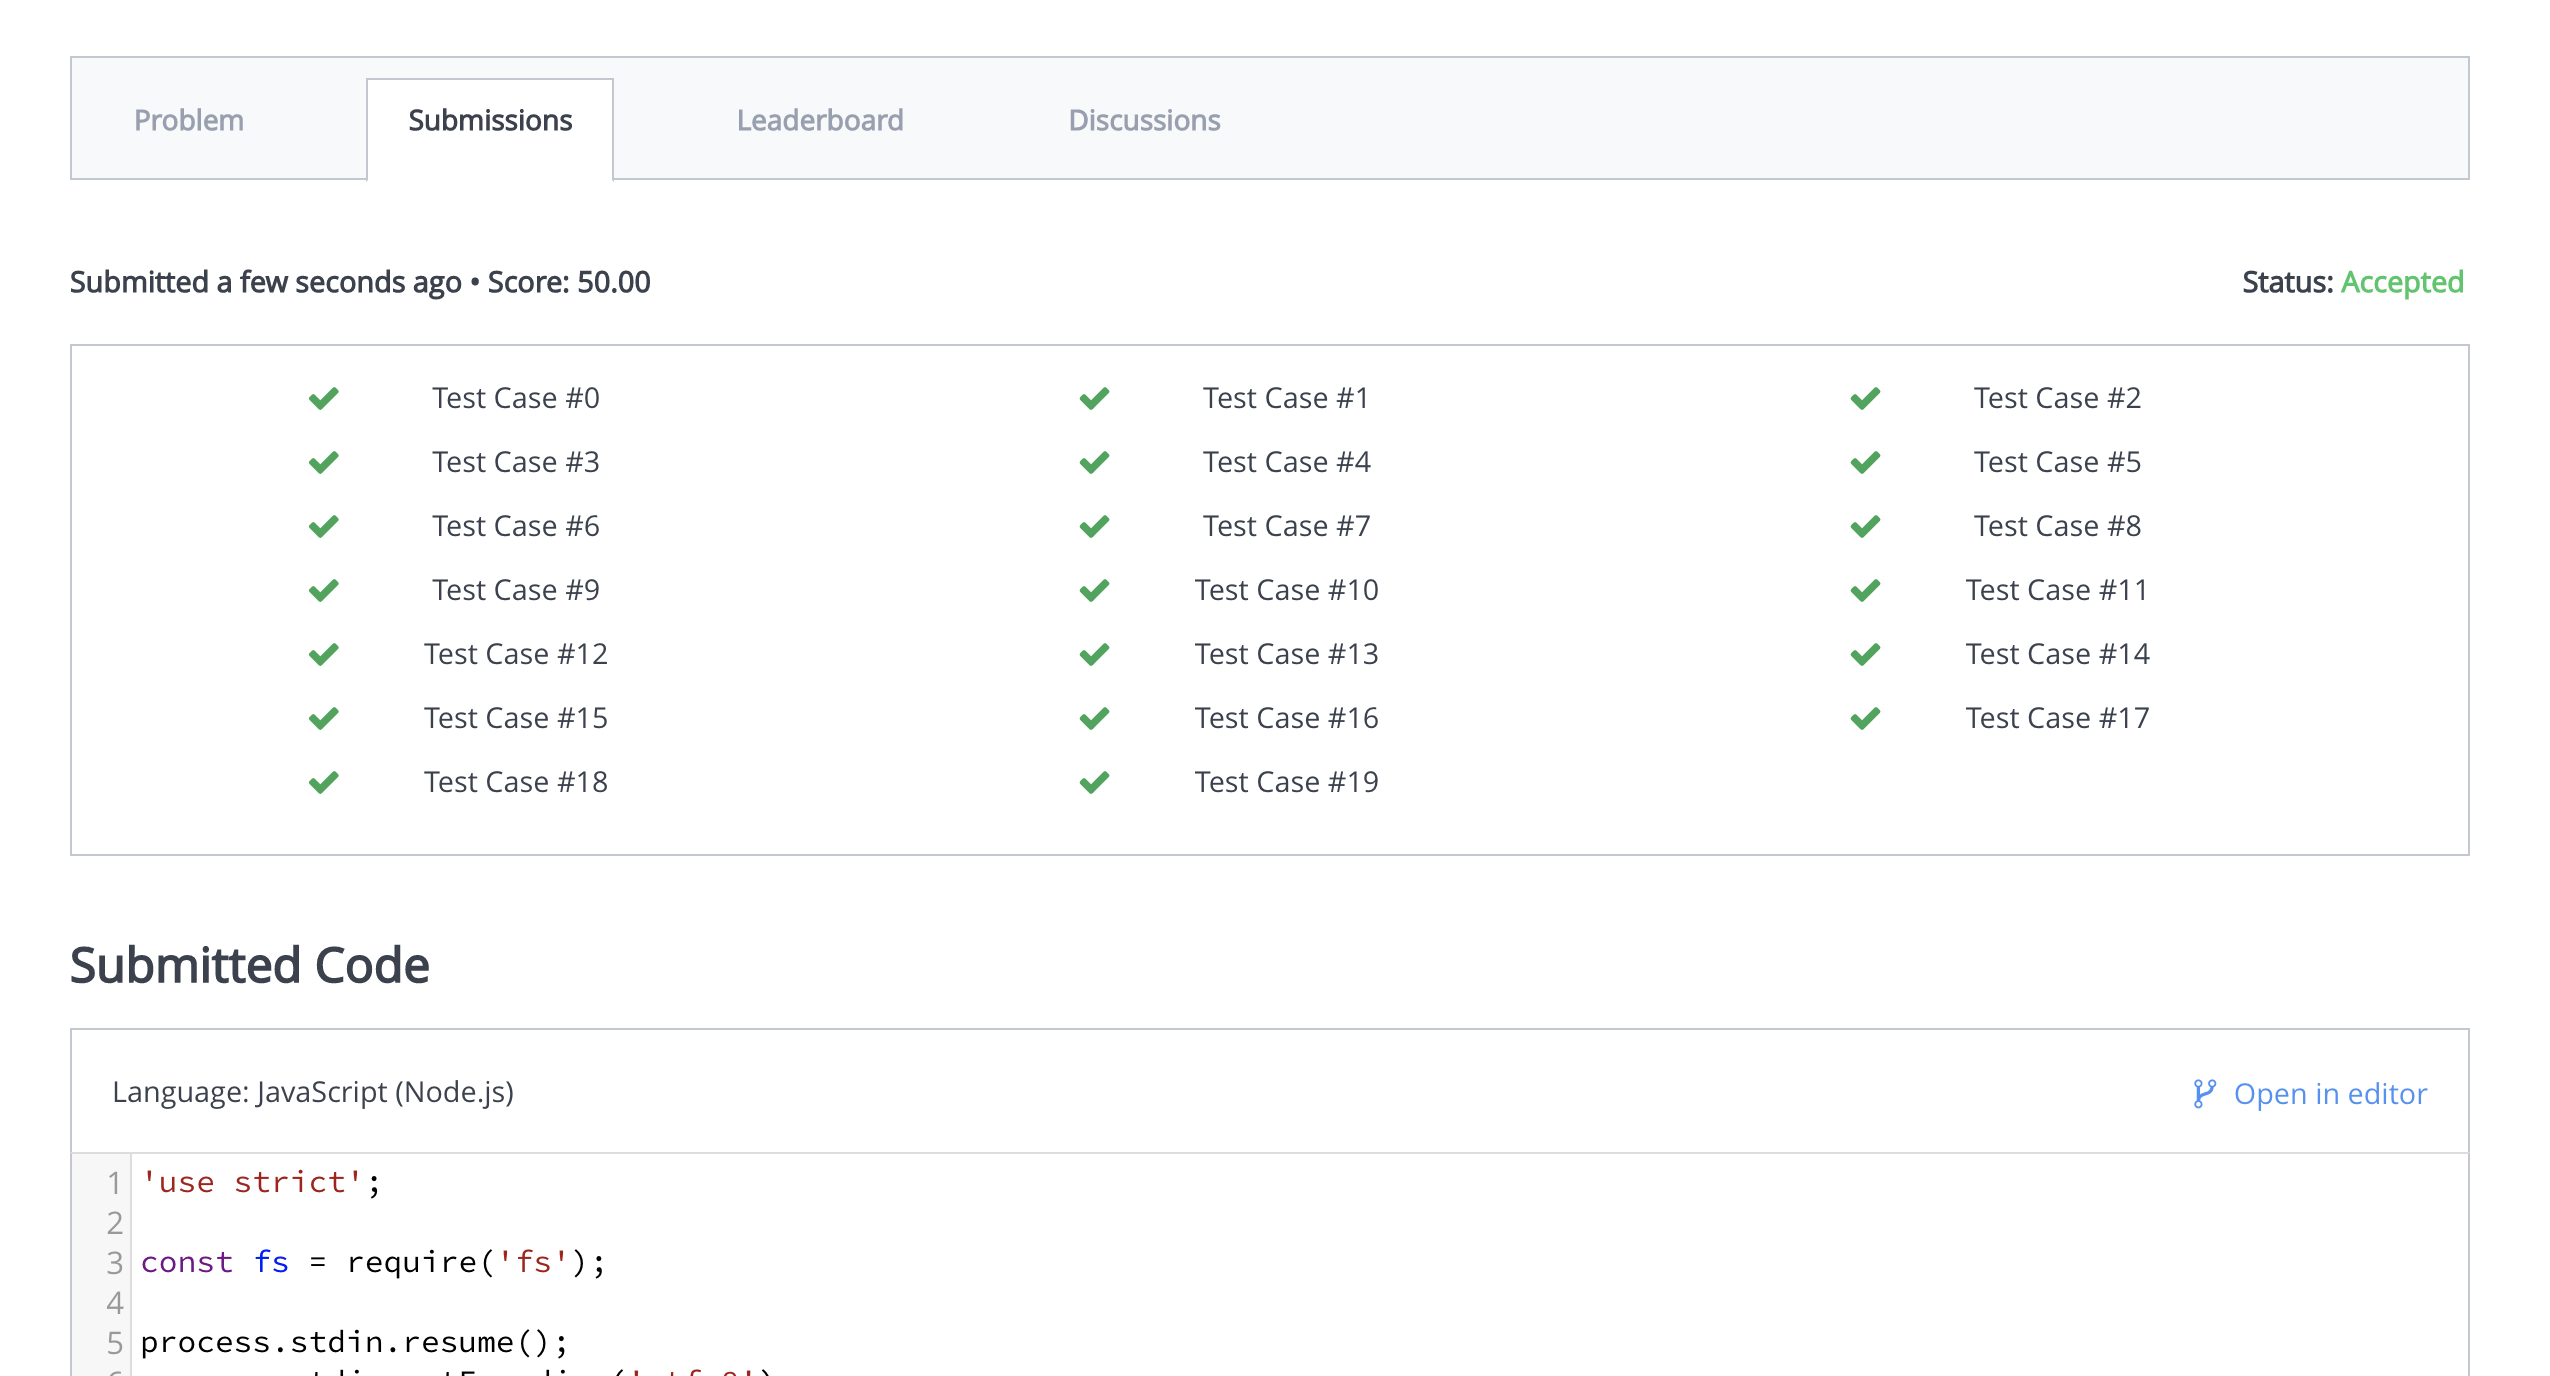 Problem Submissions Leaderboard Discussions
Submitted a few seconds ago • Score: 50.00 Status: Accepted
Test Case #0 Test Case #1 Test Case #2
Test Case #3 Test Case #4 Test Case #5
Test Case #6 Test Case #7 Test Case #8
Test Case #9 Test Case #10 Test Case #11
Test Case #12 Test Case #13 Test Case #14
Test Case #15 Test Case #16 Test Case #17
Test Case #18 Test Case #19
Submitted Code
Language: JavaScript (Node.js) Open in editor
1 'use strict';
2
3 const fs = require('fs');
4
5 process.stdin.resume();